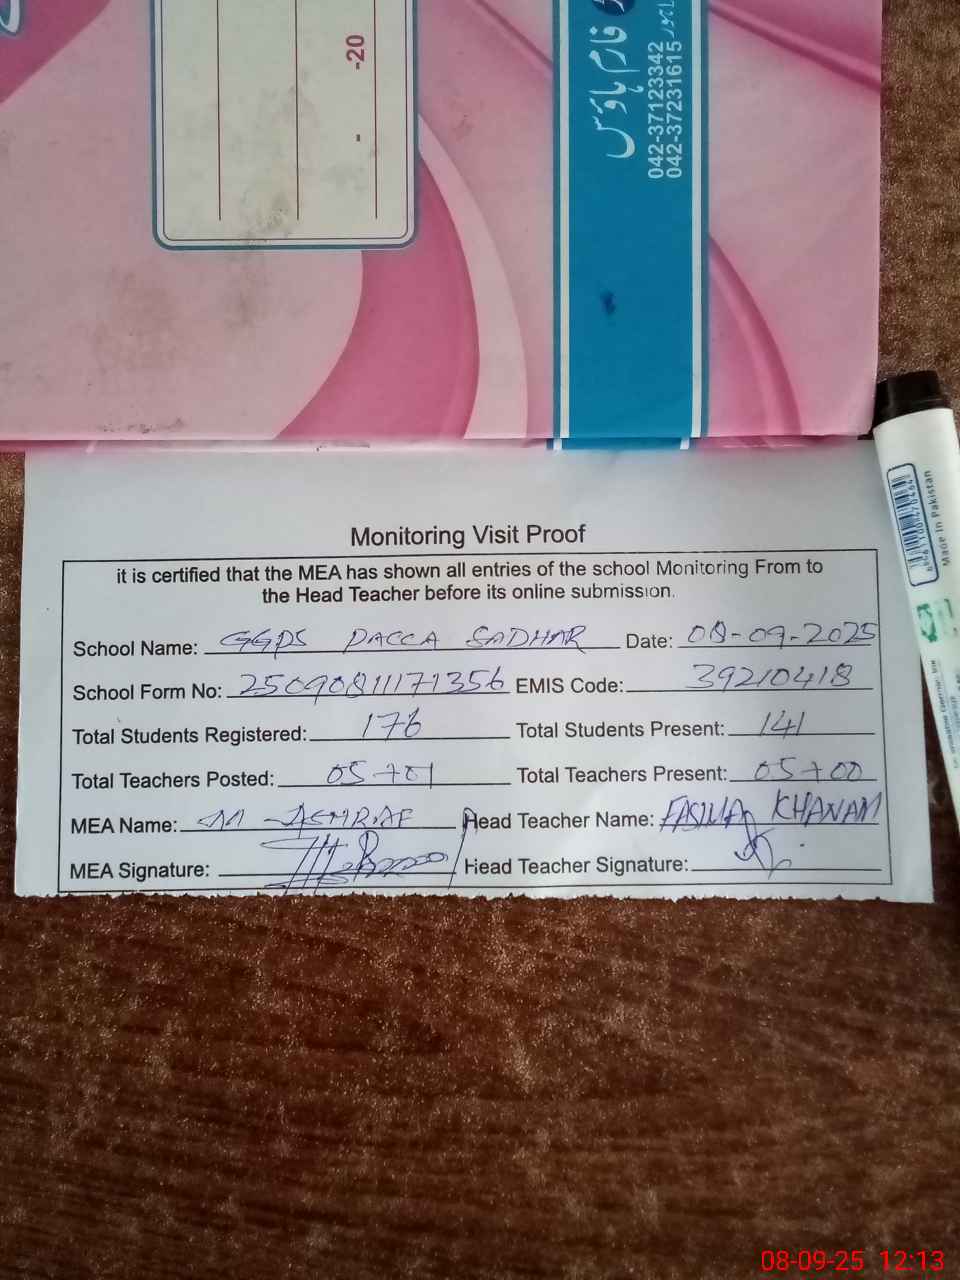 -20
-
فارم ہاؤس
042-37123342
042-37231615
Monitoring Visit Proof
it is certified that the MEA has shown all entries of the school Monitoring From to
the Head Teacher before its online submission.
School Name: GGPS PACCA SADHAR Date: 08-09-2025
School Form No: 25090811171356 EMIS Code: 39210418
Total Students Registered: 176 Total Students Present: 141
Total Teachers Posted: 05+01 Total Teachers Present: 05+00
MEA Name: M ASHRAF Head Teacher Name: KHANAM
MEA Signature: Head Teacher Signature:
Made in Pakistan
08-09-25 12:13